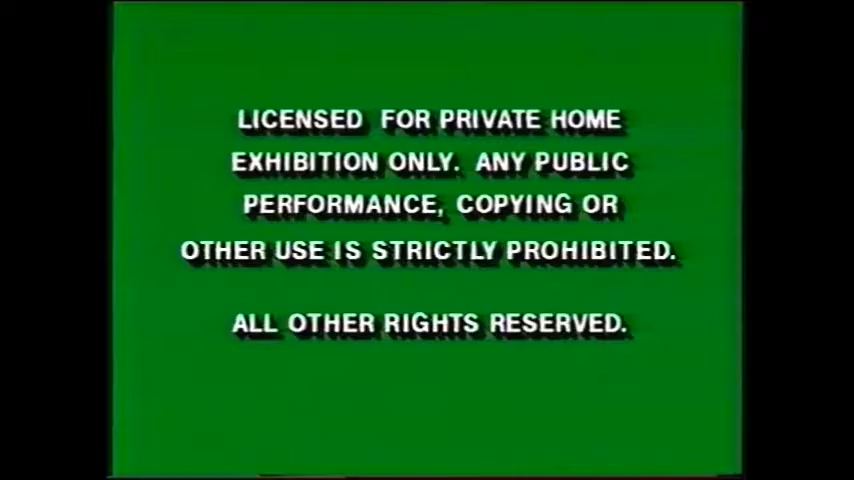 LICENSED FOR PRIVATE HOME
EXHIBITION ONLY. ANY PUBLIC
PERFORMANCE, COPYING OR
OTHER USE IS STRICTLY PROHIBITED.
ALL OTHER RIGHTS RESERVED.